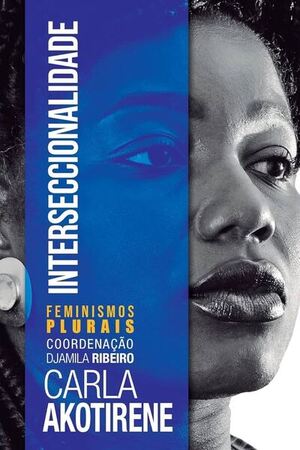 INTERSECCIONALIDADE
FEMINISMOS
PLURAIS
COORDENAÇÃO
DJAMILA RIBEIRO
CARLA
AKOTIRENE